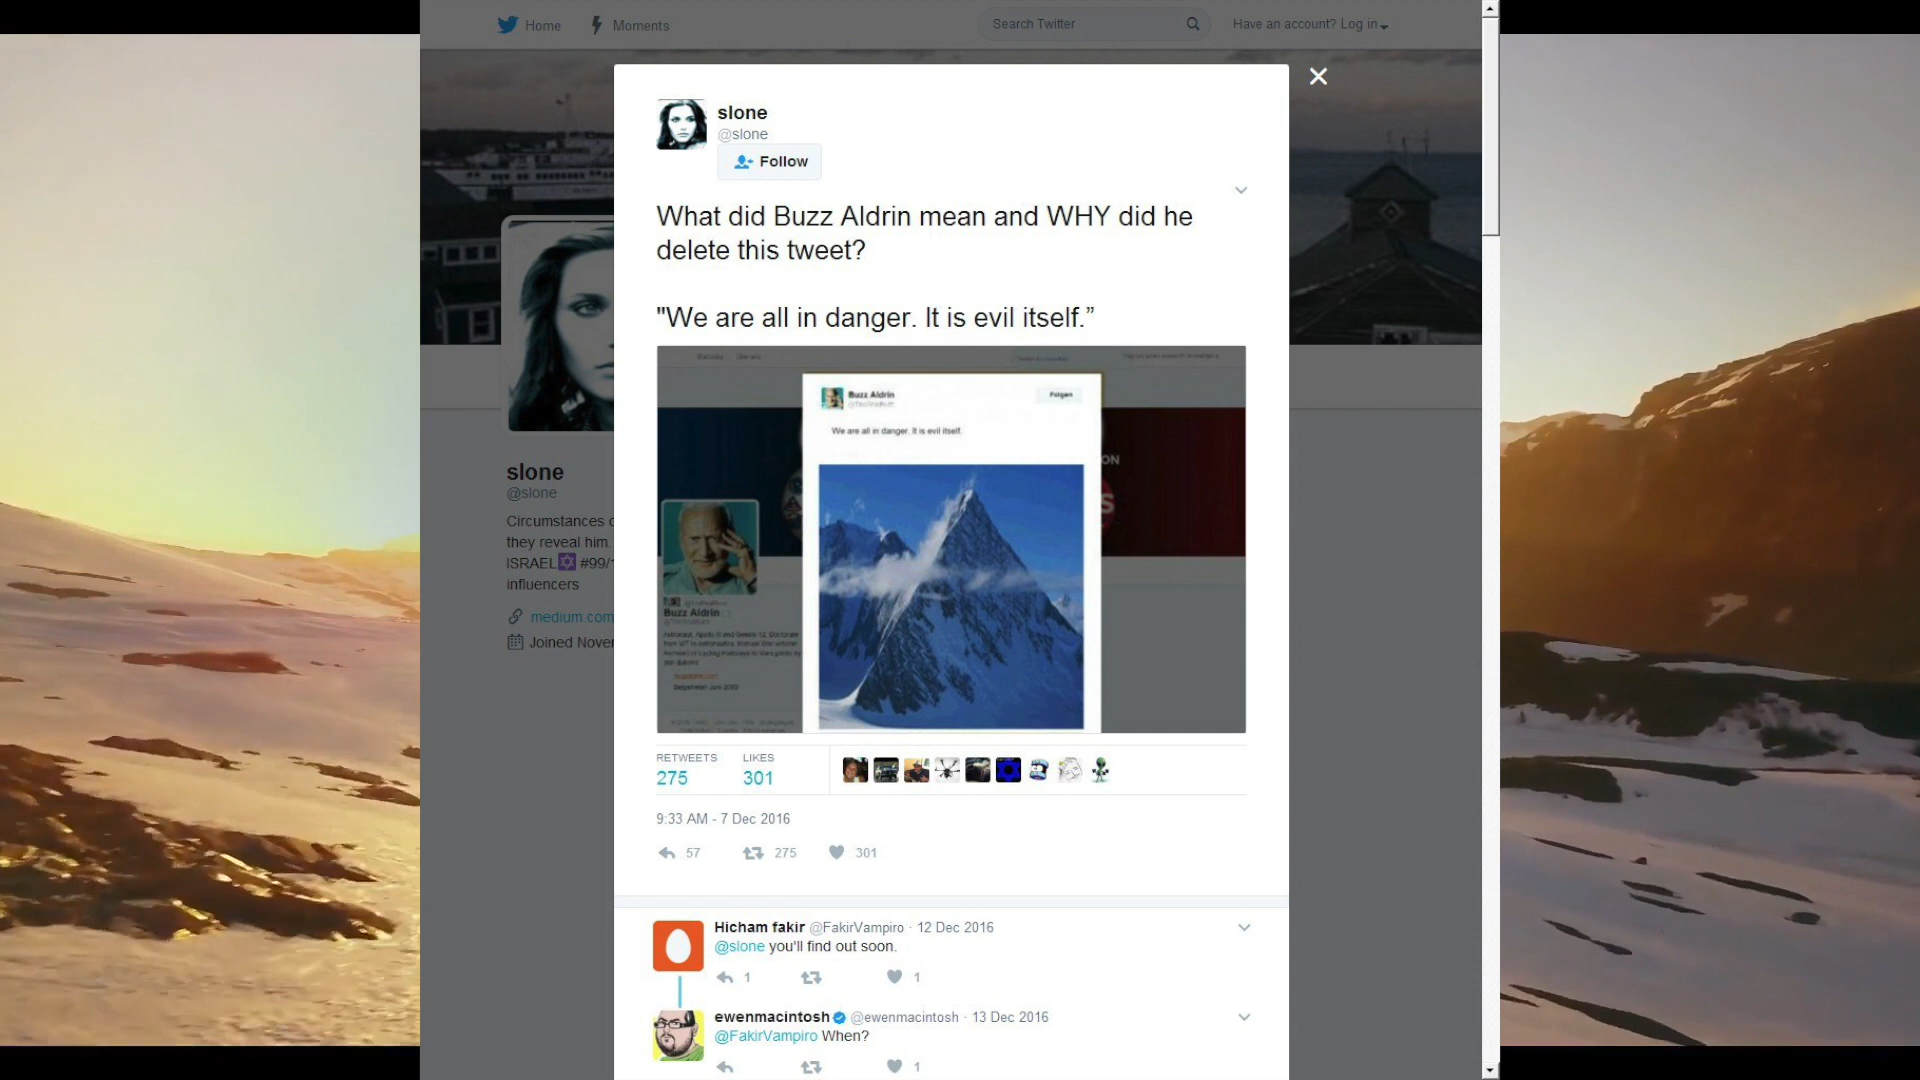 Home
Moments
Search Twitter
Have an account? Log in
slone
@slone
Follow
What did Buzz Aldrin mean and WHY did he
delete this tweet?
"We are all in danger. It is evil itself.”
Buzz Aldrin
Folgen
We are all in danger. It is evil itself.
ON
S
Buzz Aldrin
RETWEETS
LIKES
275
301
9:33 AM - 7 Dec 2016
57
275
301
slone
@slone
Circumstances
they reveal him.
ISRAEL #99/
influencers
medium.com
Joined Nove
Hicham fakir @FakirVampiro · 12 Dec 2016
@slone you'll find out soon.
1
1
ewenmacintosh @ewenmacintosh · 13 Dec 2016
@FakirVampiro When?
1